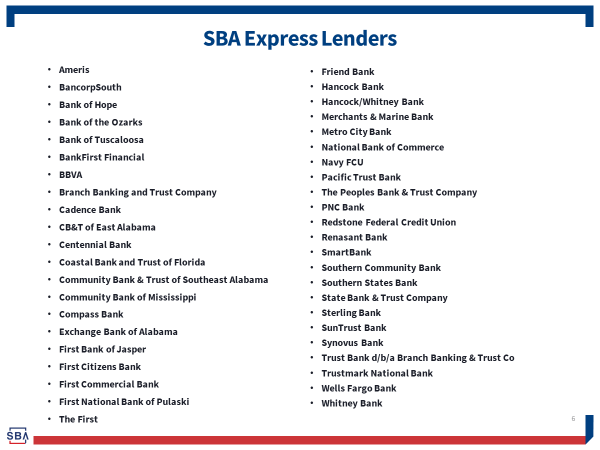 SBA Express Lenders
• Ameris
• BancorpSouth
• Bank of Hope
• Bank of the Ozarks
• Bank of Tuscaloosa
• BankFirst Financial
• BBVA
• Branch Banking and Trust Company
• Cadence Bank
• CB&T of East Alabama
• Centennial Bank
• Coastal Bank and Trust of Florida
• Community Bank & Trust of Southeast Alabama
• Community Bank of Mississippi
• Compass Bank
• Exchange Bank of Alabama
• First Bank of Jasper
• First Citizens Bank
• First Commercial Bank
• First National Bank of Pulaski
• The First
• Friend Bank
• Hancock Bank
• Hancock/Whitney Bank
• Merchants & Marine Bank
• Metro City Bank
• National Bank of Commerce
• Navy FCU
• Pacific Trust Bank
• The Peoples Bank & Trust Company
• PNC Bank
• Redstone Federal Credit Union
• Renasant Bank
• SmartBank
• Southern Community Bank
• Southern States Bank
• State Bank & Trust Company
• Sterling Bank
• SunTrust Bank
• Synovus Bank
• Trust Bank d/b/a Branch Banking & Trust Co
• Trustmark National Bank
• Wells Fargo Bank
• Whitney Bank
6
SBA